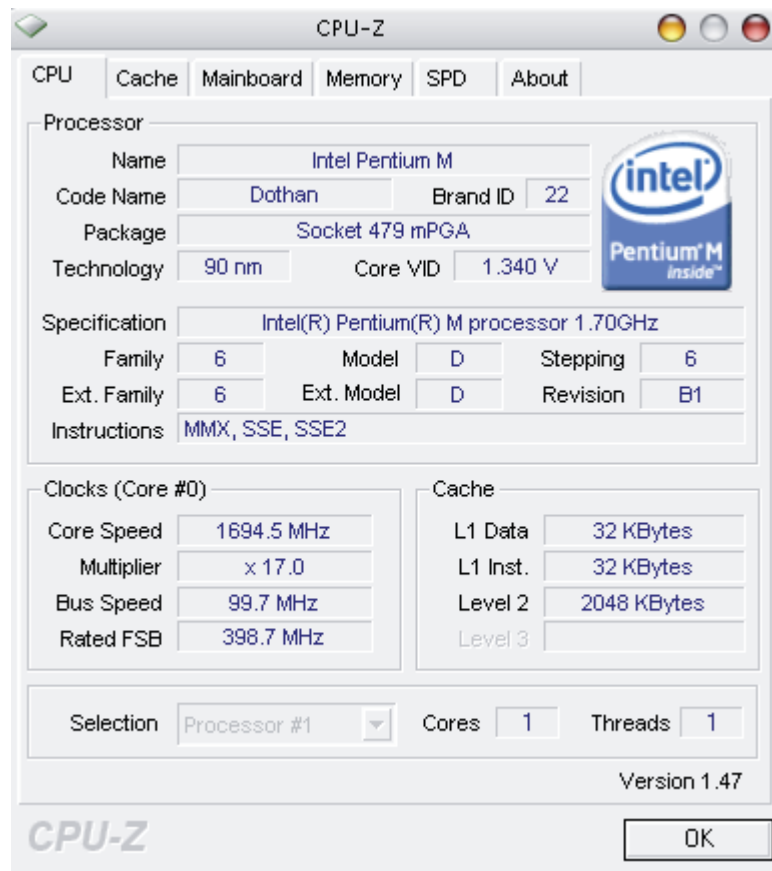 CPU-Z
CPU Cache Mainboard Memory SPD About
Processor
Name Intel Pentium M
Code Name Dothan Brand ID 22
Package Socket 479 mPGA
Technology 90 nm Core VID 1.340 V
intel
Pentium® M
inside™
Specification Intel(R) Pentium(R) M processor 1.70GHz
Family 6 Model D Stepping 6
Ext. Family 6 Ext. Model D Revision B1
Instructions MMX, SSE, SSE2
Clocks (Core #0)
Core Speed 1694.5 MHz
Multiplier x 17.0
Bus Speed 99.7 MHz
Rated FSB 398.7 MHz
Cache
L1 Data 32 KBytes
L1 Inst. 32 KBytes
Level 2 2048 KBytes
Level 3
Selection Processor #1 Cores 1 Threads 1
Version 1.47
CPU-Z OK